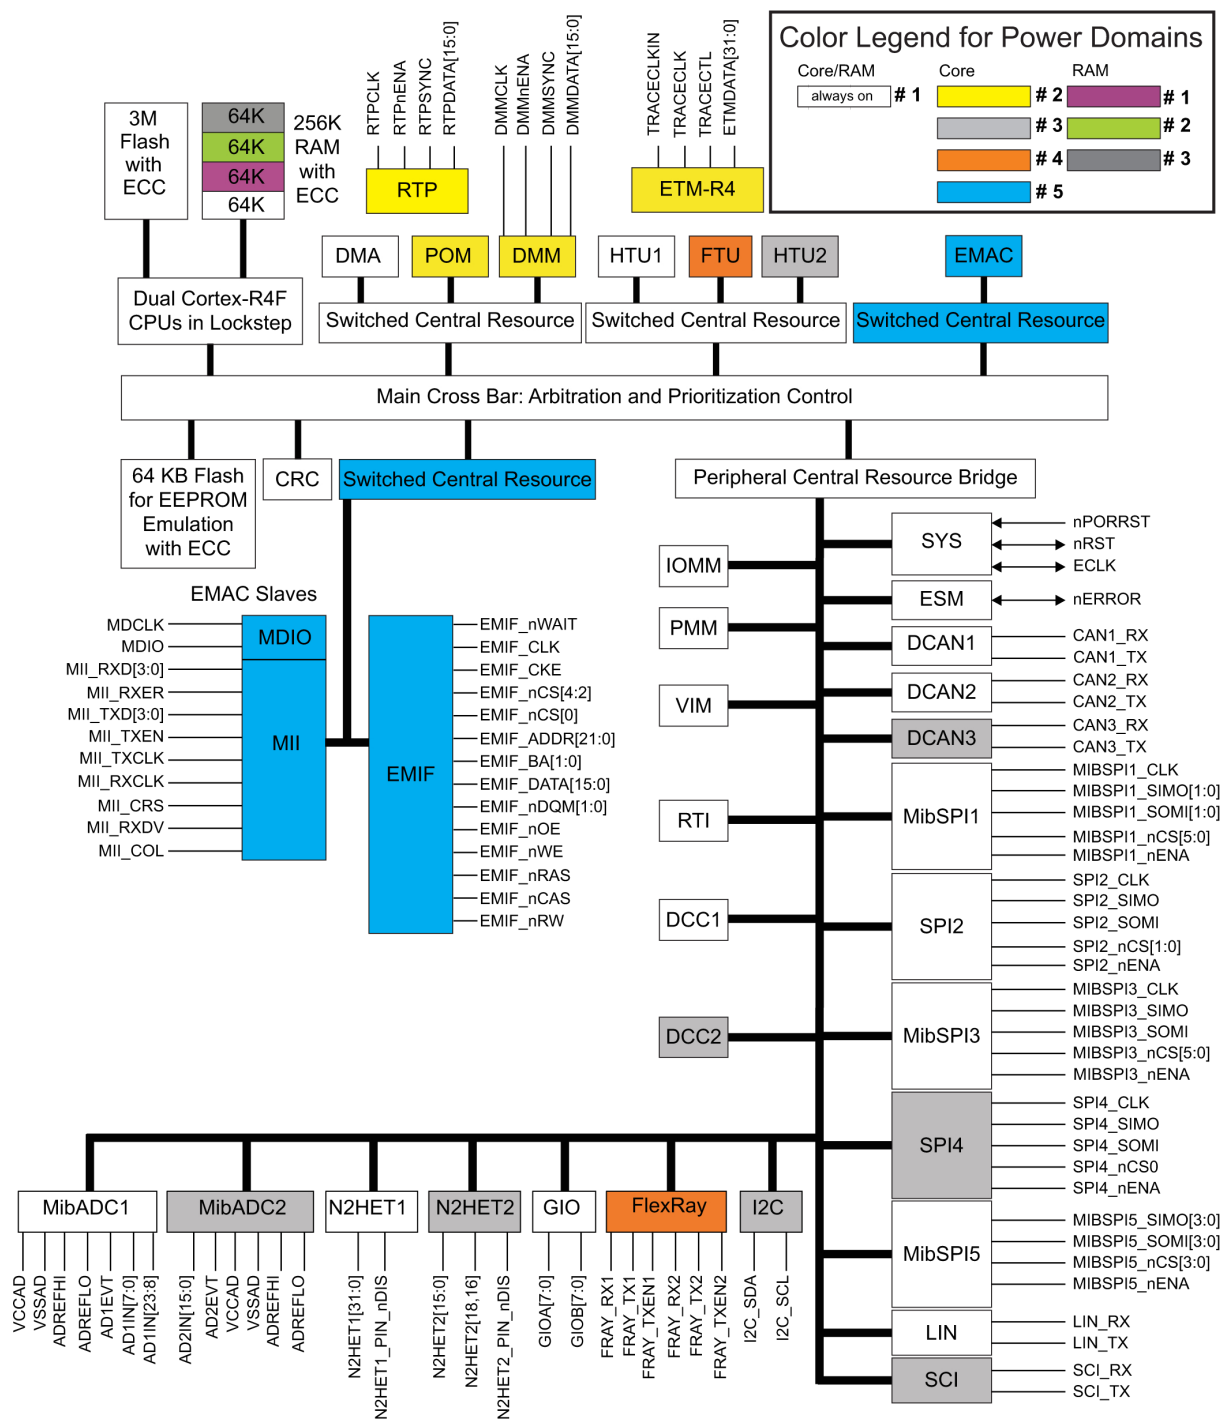 Color Legend for Power Domains
Core/RAM
Core
RAM
always on
# 1
# 2
# 1
# 3
# 2
# 4
# 3
# 5
RTPCLK
RTPnENA
RTPSYNC
RTPDATA[15:0]
DMMCLK
DMMnENA
DMMSYNC
DMMDATA[15:0]
TRACECLKIN
TRACECLK
TRACECTL
ETMDATA[31:0]
3M
Flash
with
ECC
64K
64K
64K
64K
256K
RAM
with
ECC
RTP
ETM-R4
DMA
POM
DMM
HTU1
FTU
HTU2
EMAC
Dual Cortex-R4F
CPUs in Lockstep
Switched Central Resource
Switched Central Resource
Switched Central Resource
Main Cross Bar: Arbitration and Prioritization Control
64 KB Flash
for EEPROM
Emulation
with ECC
CRC
Switched Central Resource
Peripheral Central Resource Bridge
EMAC Slaves
MDCLK
MDIO
MII_RXD[3:0]
MII_RXER
MII_TXD[3:0]
MII_TXEN
MII_TXCLK
MII_RXCLK
MII_CRS
MII_RXDV
MII_COL
MDIO
MII
EMIF
EMIF_nWAIT
EMIF_CLK
EMIF_CKE
EMIF_nCS[4:2]
EMIF_nCS[0]
EMIF_ADDR[21:0]
EMIF_BA[1:0]
EMIF_DATA[15:0]
EMIF_nDQM[1:0]
EMIF_nOE
EMIF_nWE
EMIF_nRAS
EMIF_nCAS
EMIF_nRW
IOMM
PMM
VIM
RTI
DCC1
DCC2
SYS
nPORRST
nRST
ECLK
ESM
nERROR
DCAN1
CAN1_RX
CAN1_TX
DCAN2
CAN2_RX
CAN2_TX
DCAN3
CAN3_RX
CAN3_TX
MibSPI1
MIBSPI1_CLK
MIBSPI1_SIMO[1:0]
MIBSPI1_SOMI[1:0]
MIBSPI1_nCS[5:0]
MIBSPI1_nENA
SPI2
SPI2_CLK
SPI2_SIMO
SPI2_SOMI
SPI2_nCS[1:0]
SPI2_nENA
MibSPI3
MIBSPI3_CLK
MIBSPI3_SIMO
MIBSPI3_SOMI
MIBSPI3_nCS[5:0]
MIBSPI3_nENA
SPI4
SPI4_CLK
SPI4_SIMO
SPI4_SOMI
SPI4_nCS0
SPI4_nENA
MibSPI5
MIBSPI5_SIMO[3:0]
MIBSPI5_SOMI[3:0]
MIBSPI5_nCS[3:0]
MIBSPI5_nENA
LIN
LIN_RX
LIN_TX
SCI
SCI_RX
SCI_TX
MibADC1
MibADC2
N2HET1
N2HET2
GIO
FlexRay
I2C
VCCAD
VSSAD
ADREFHI
ADREFLO
AD1EVT
AD1IN[7:0]
AD1IN[23:8]
AD2IN[15:0]
AD2EVT
VCCAD
VSSAD
ADREFHI
ADREFLO
N2HET1[31:0]
N2HET1_PIN_nDIS
N2HET2[15:0]
N2HET2[18,16]
N2HET2_PIN_nDIS
GIOA[7:0]
GIOB[7:0]
FRAY_RX1
FRAY_TX1
FRAY_TXEN1
FRAY_RX2
FRAY_TX2
FRAY_TXEN2
I2C_SDA
I2C_SCL